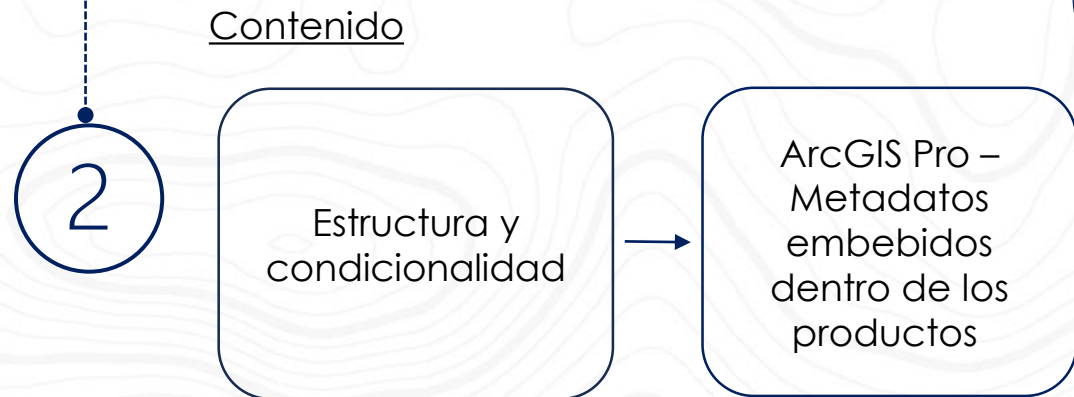 Contenido
2
Estructura y
condicionalidad
ArcGIS Pro –
Metadatos
embebidos
dentro de los
productos